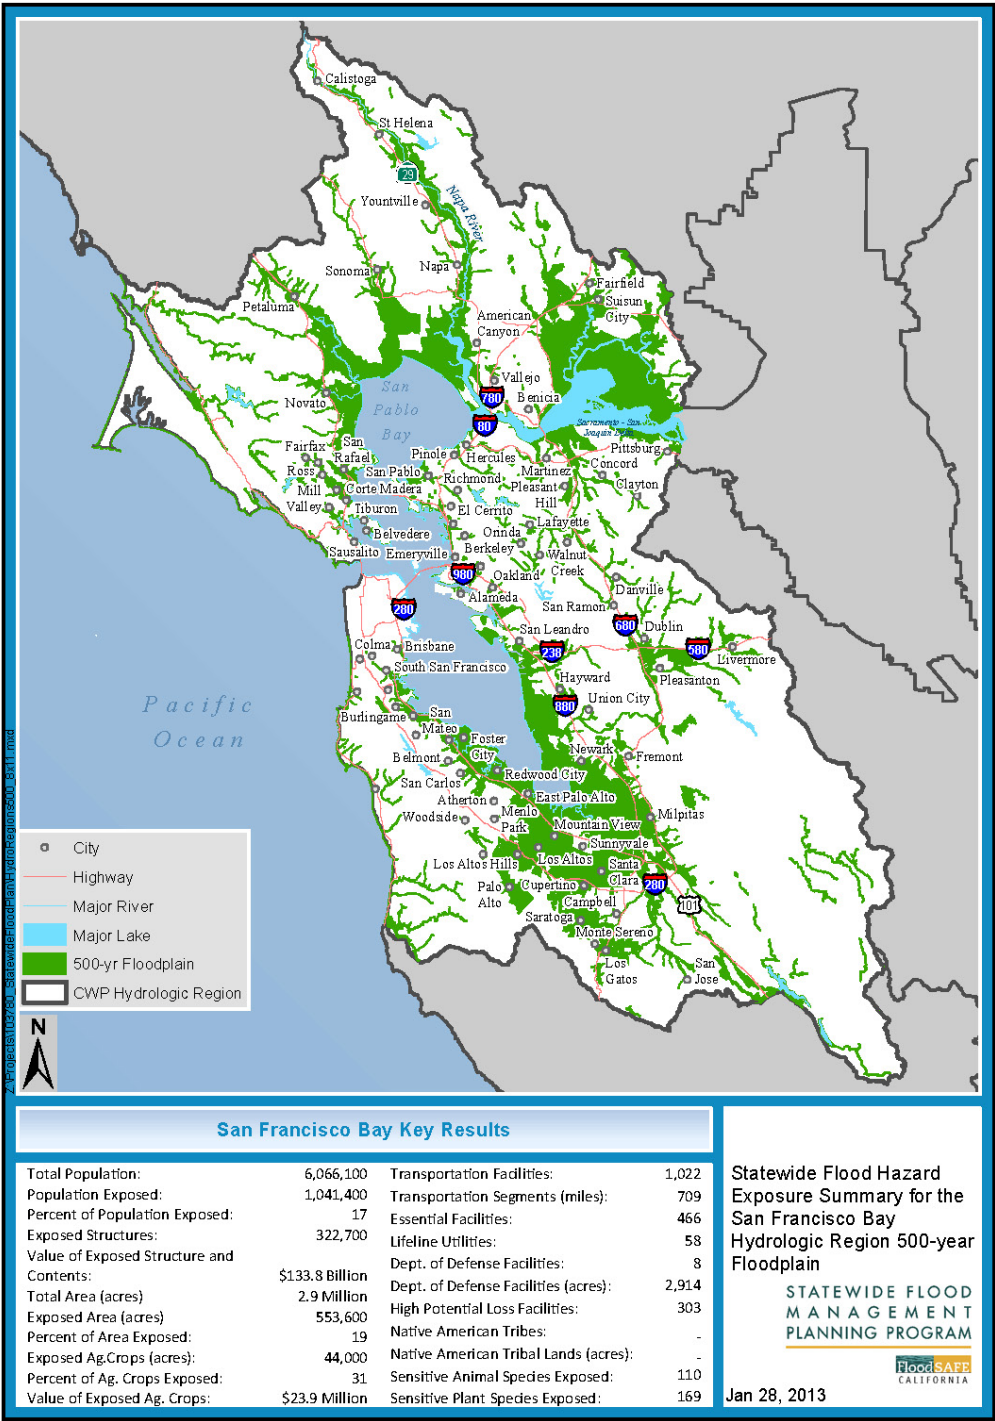 Calistoga
St Helena
29
Yountville
Napa River
Sonoma
Napa
Petaluma
Fairfield
Suisun
City
American
Canyon
Vallejo
780
Benicia
80
San
Pablo
Bay
Novato
Sacramento - San
Joaquin Delta
Fairfax
San
Rafael
Ross
Pinole
Hercules
Pittsburg
Martinez
Concord
San Pablo
Richmond
Pleasant
Hill
Clayton
Mill
Valley
Corte Madera
Tiburon
El Cerrito
Belvedere
Orinda
Lafayette
Sausalito
Emeryville
Berkeley
Walnut
Creek
980
Oakland
Danville
280
Alameda
San Ramon
680
San Leandro
Dublin
238
580
Livermore
Colma
Brisbane
South San Francisco
Pleasanton
Hayward
880
Union City
Pacific
Ocean
Burlingame
San
Mateo
Foster
City
Newark
Fremont
Belmont
Redwood City
San Carlos
East Palo Alto
Atherton
Menlo
Park
Woodside
Milpitas
Mountain View
Sunnyvale
Los Altos Hills
Los Altos
Santa
Clara
280
Palo
Alto
Cupertino
Campbell
101
Saratoga
Monte Sereno
Los
Gatos
San
Jose
City
Highway
Major River
Major Lake
500-yr Floodplain
CWP Hydrologic Region
N
Z:\Projects\103780_StatewideFloodPlan\HydroRegions500_8x11.mxd
San Francisco Bay Key Results
Total Population: 6,066,100
Population Exposed: 1,041,400
Percent of Population Exposed: 17
Exposed Structures: 322,700
Value of Exposed Structure and
Contents: $133.8 Billion
Total Area (acres) 2.9 Million
Exposed Area (acres) 553,600
Percent of Area Exposed: 19
Exposed Ag.Crops (acres): 44,000
Percent of Ag. Crops Exposed: 31
Value of Exposed Ag. Crops: $23.9 Million
Transportation Facilities: 1,022
Transportation Segments (miles): 709
Essential Facilities: 466
Lifeline Utilities: 58
Dept. of Defense Facilities: 8
Dept. of Defense Facilities (acres): 2,914
High Potential Loss Facilities: 303
Native American Tribes: -
Native American Tribal Lands (acres): -
Sensitive Animal Species Exposed: 110
Sensitive Plant Species Exposed: 169
Statewide Flood Hazard
Exposure Summary for the
San Francisco Bay
Hydrologic Region 500-year
Floodplain
STATEWIDE FLOOD
MANAGEMENT
PLANNING PROGRAM
FloodSAFE
CALIFORNIA
Jan 28, 2013